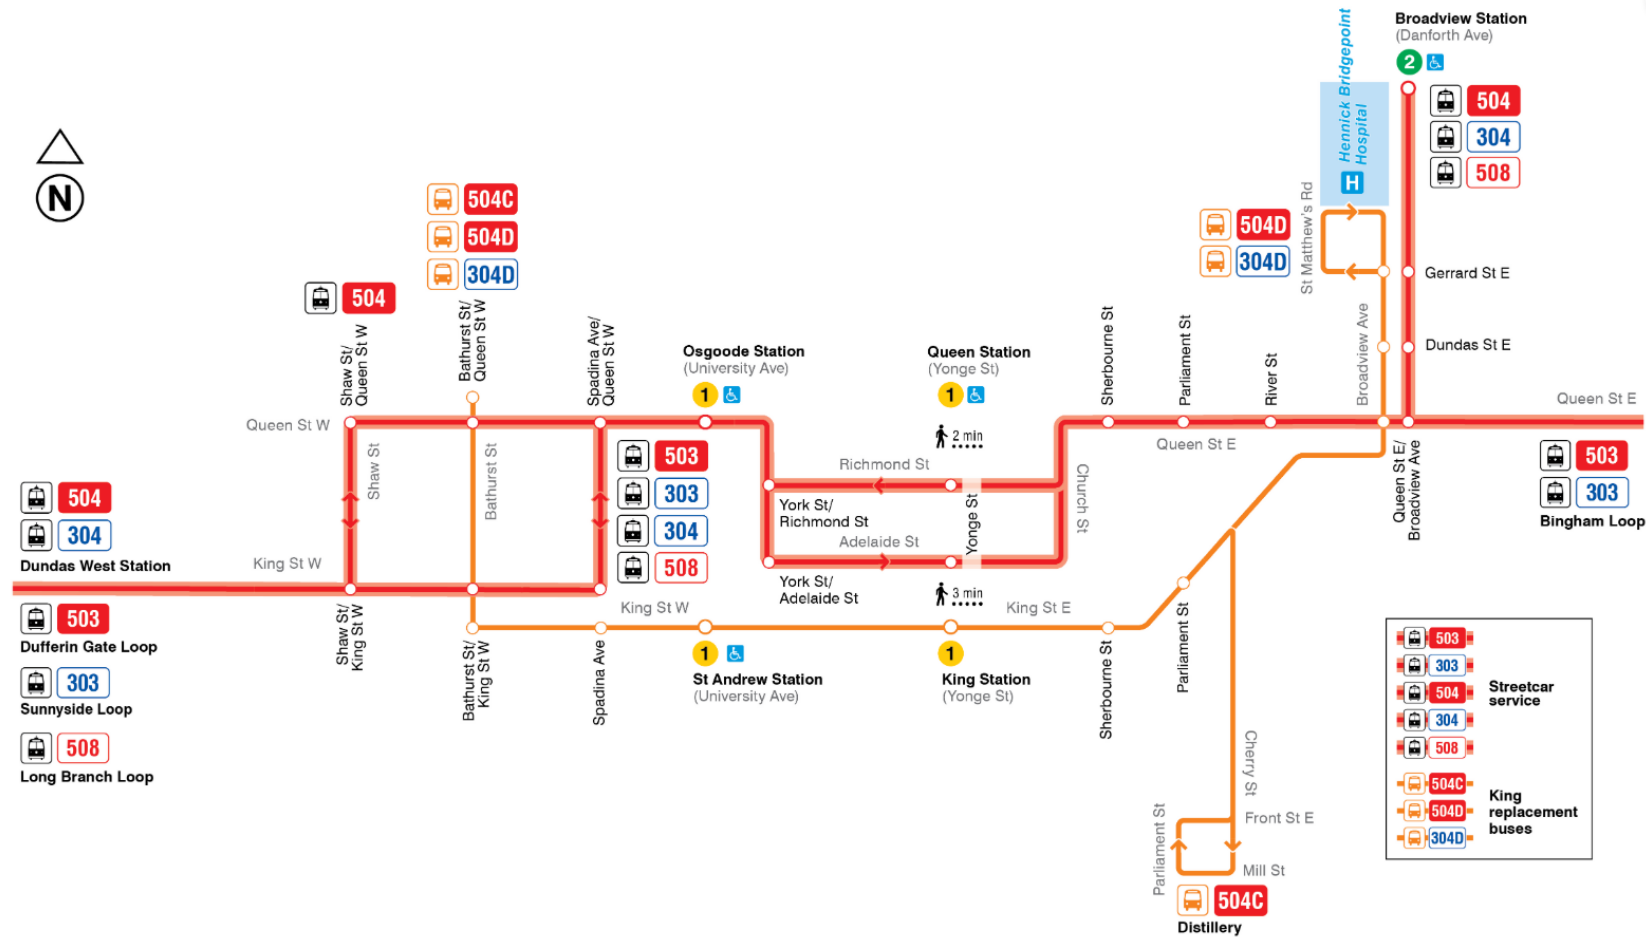 Broadview Station
(Danforth Ave)
2
504
304
508
Hennick Bridgepoint
Hospital
H
St Matthew's Rd
504D
304D
Gerrard St E
Dundas St E
Broadview Ave
N
504C
504D
304D
504
Shaw St/
Queen St W
Bathurst St/
Queen St W
Spadina Ave/
Queen St W
Osgoode Station
(University Ave)
1
Queen Station
(Yonge St)
1
2 min
Sherbourne St
Parliament St
River St
Queen St E
Queen St W
Queen St E
Shaw St
Bathurst St
503
303
304
508
Richmond St
York St/
Richmond St
Adelaide St
York St/
Adelaide St
Yonge St
Church St
Queen St E/
Broadview Ave
503
303
Bingham Loop
504
304
Dundas West Station
King St W
503
Dufferin Gate Loop
303
Sunnyside Loop
508
Long Branch Loop
Shaw St/
King St W
Bathurst St/
King St W
Spadina Ave
King St W
3 min
King St E
1
St Andrew Station
(University Ave)
1
King Station
(Yonge St)
Sherbourne St
Parliament St
Cherry St
Front St E
Parliament St
Mill St
504C
Distillery
503
303
504
304
508
Streetcar
service
504C
504D
304D
King
replacement
buses